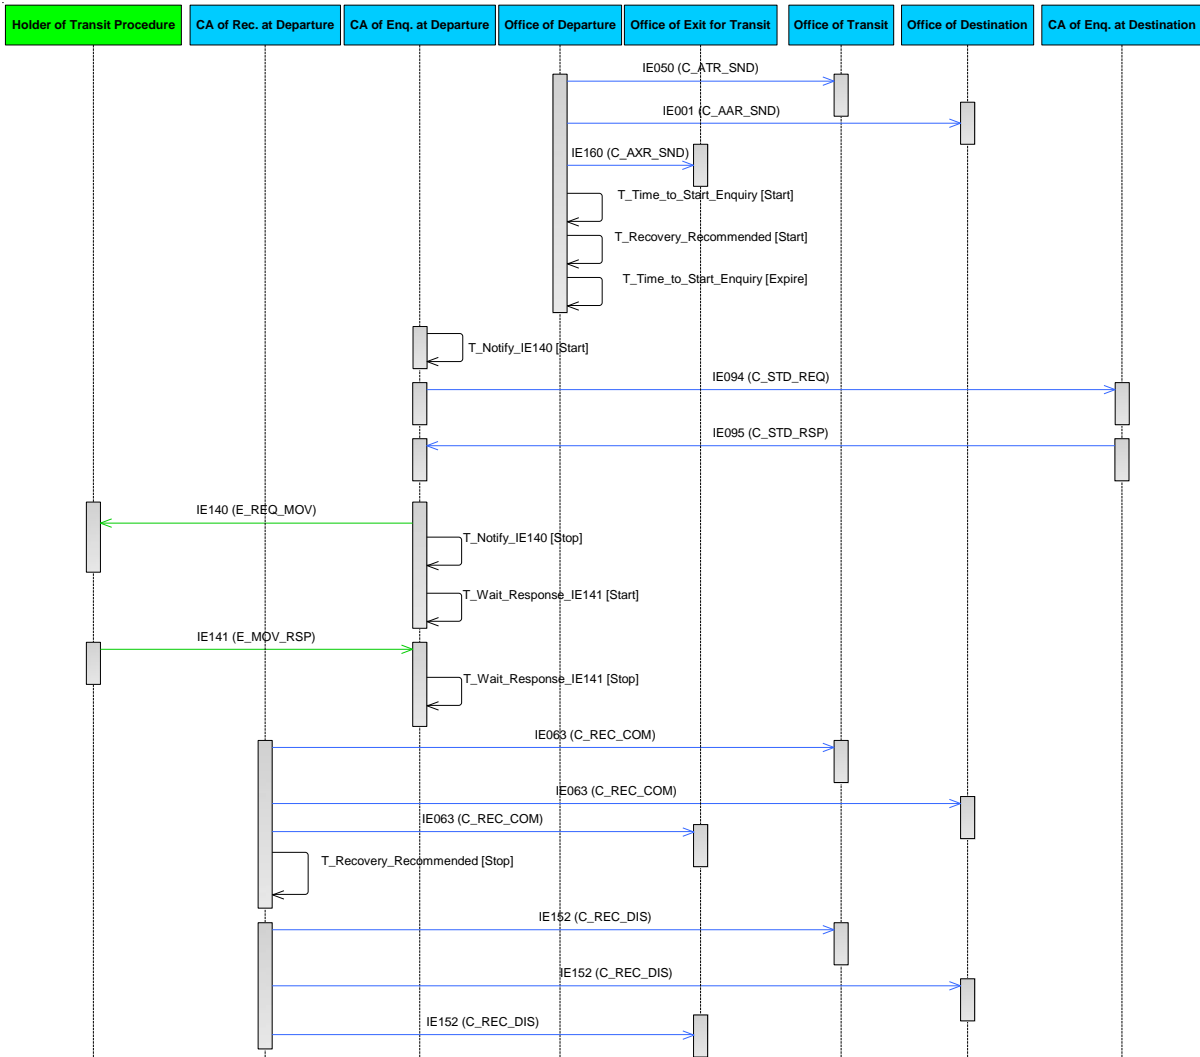 Holder of Transit Procedure
CA of Rec. at Departure
CA of Enq. at Departure
Office of Departure
Office of Exit for Transit
Office of Transit
Office of Destination
CA of Enq. at Destination
IE050 (C_ATR_SND)
IE001 (C_AAR_SND)
IE160 (C_AXR_SND)
T_Time_to_Start_Enquiry [Start]
T_Recovery_Recommended [Start]
T_Time_to_Start_Enquiry [Expire]
T_Notify_IE140 [Start]
IE094 (C_STD_REQ)
IE095 (C_STD_RSP)
IE140 (E_REQ_MOV)
T_Notify_IE140 [Stop]
T_Wait_Response_IE141 [Start]
IE141 (E_MOV_RSP)
T_Wait_Response_IE141 [Stop]
IE063 (C_REC_COM)
IE063 (C_REC_COM)
IE063 (C_REC_COM)
T_Recovery_Recommended [Stop]
IE152 (C_REC_DIS)
IE152 (C_REC_DIS)
IE152 (C_REC_DIS)